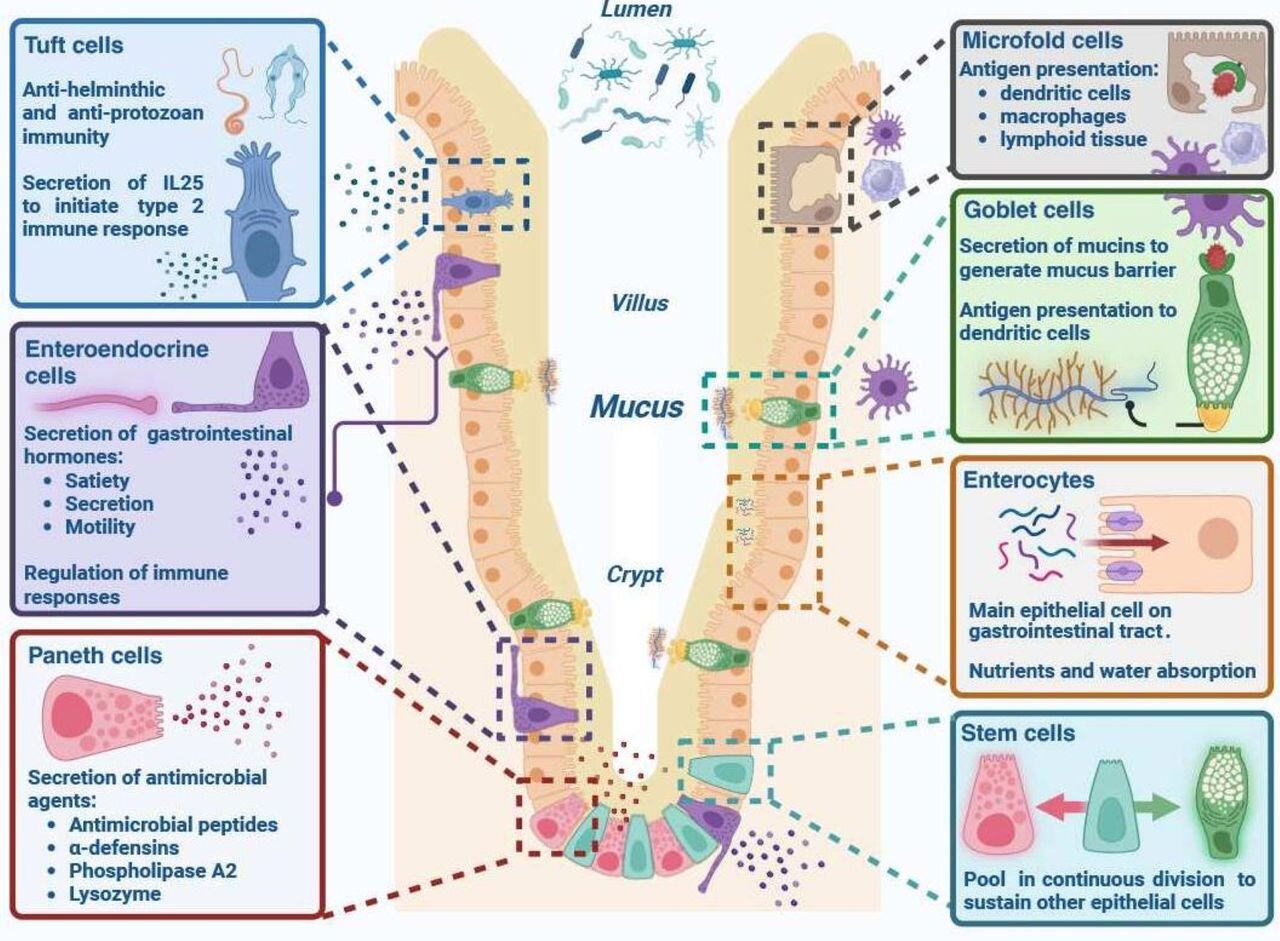 Lumen
Tuft cells
Anti-helminthic
and anti-protozoan
immunity
Secretion of IL25
to initiate type 2
immune response
Enteroendocrine
cells
Secretion of gastrointestinal
hormones:
• Satiety
• Secretion
• Motility
Regulation of immune
responses
Paneth cells
Secretion of antimicrobial
agents:
• Antimicrobial peptides
• α-defensins
• Phospholipase A2
• Lysozyme
Villus
Mucus
Crypt
Microfold cells
Antigen presentation:
• dendritic cells
• macrophages
• lymphoid tissue
Goblet cells
Secretion of mucins to
generate mucus barrier
Antigen presentation to
dendritic cells
Enterocytes
Main epithelial cell on
gastrointestinal tract.
Nutrients and water absorption
Stem cells
Pool in continuous division to
sustain other epithelial cells